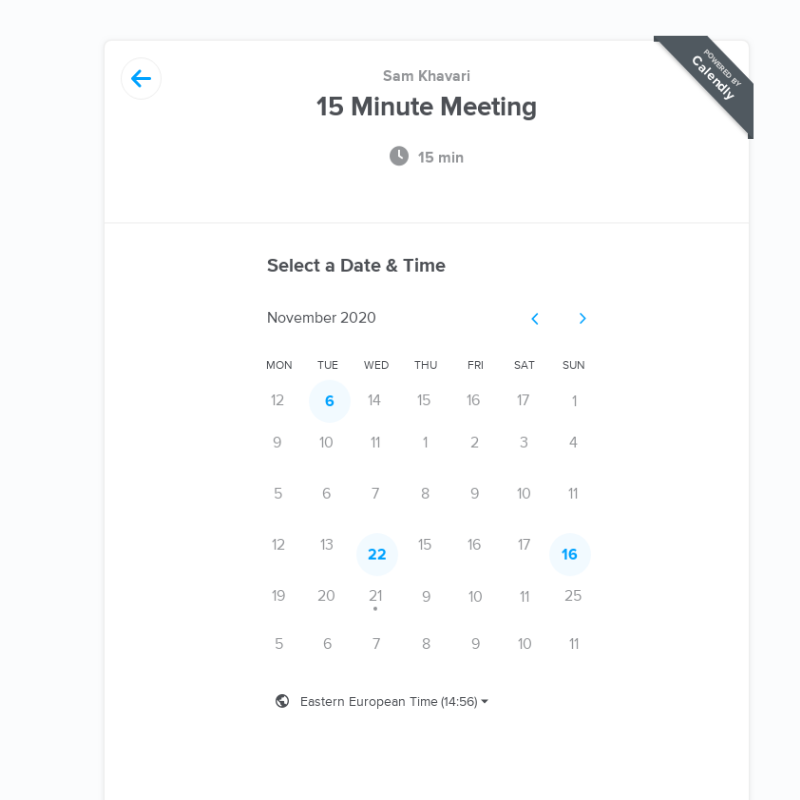 Sam Khavari
POWERED BY
Calendly
15 Minute Meeting
15 min
Select a Date & Time
November 2020
MON TUE WED THU FRI SAT SUN
12 6 14 15 16 17 1
9 10 11 1 2 3 4
5 6 7 8 9 10 11
12 13 22 15 16 17 16
19 20 21 9 10 11 25
5 6 7 8 9 10 11
Eastern European Time (14:56)